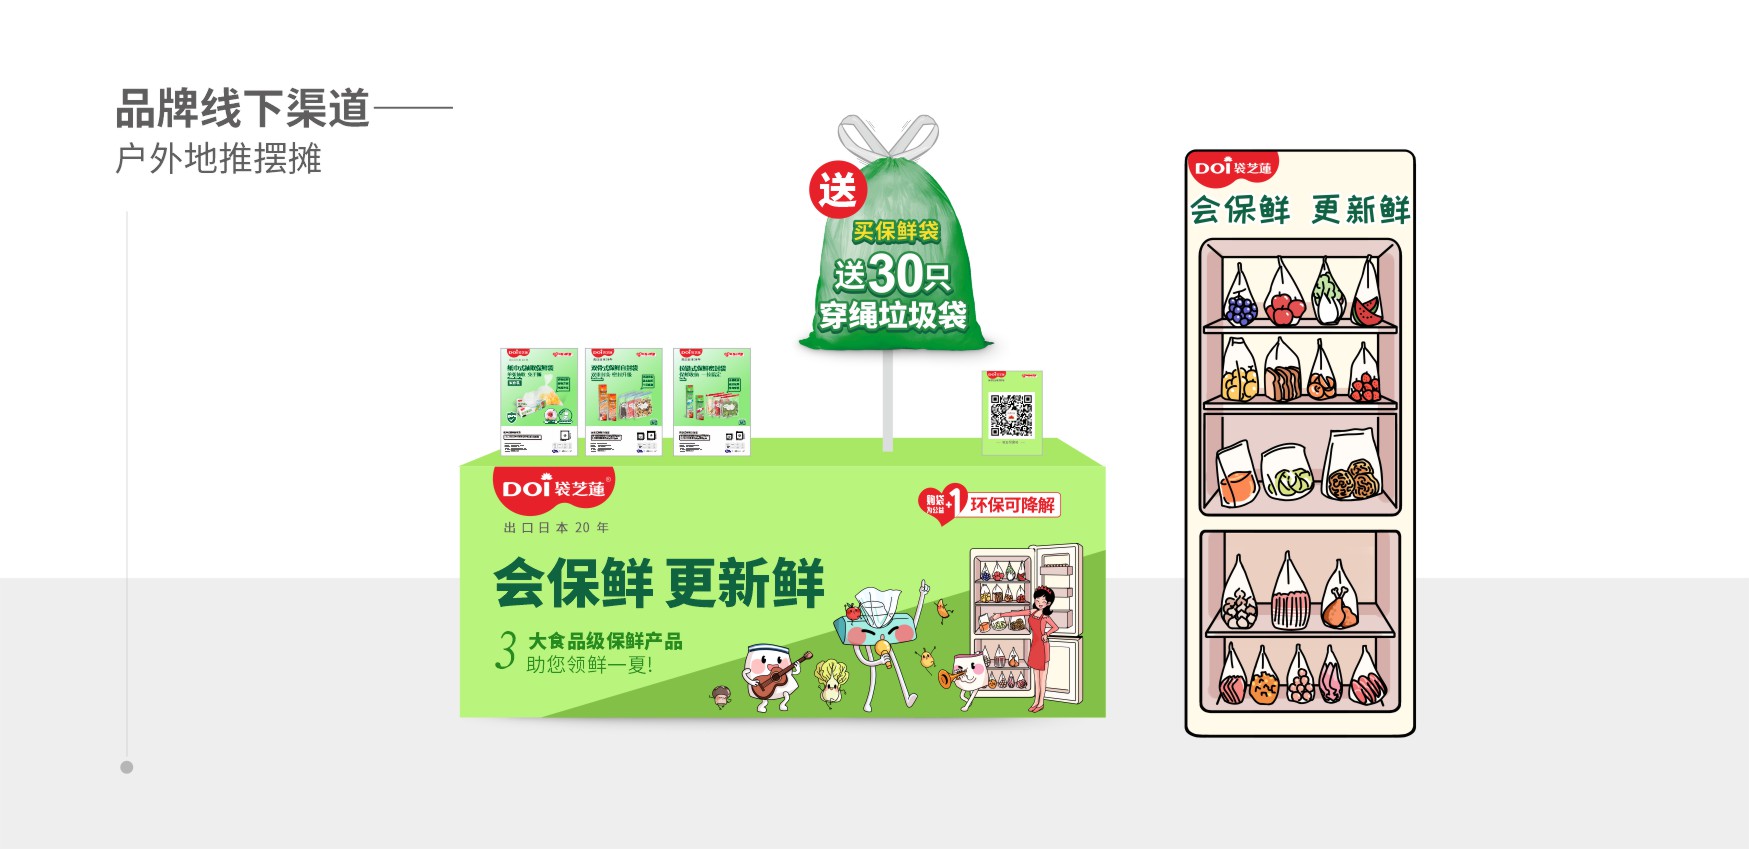 品牌线下渠道
户外地推摆摊
送
买保鲜袋
送30只
穿绳垃圾袋
DOi 袋芝蓮
会保鲜 更新鲜
DOi 袋芝蓮®
出口日本20年
购袋+1
为公益
环保可降解
会保鲜 更新鲜
3 大食品级保鲜产品
助您领鲜一夏!